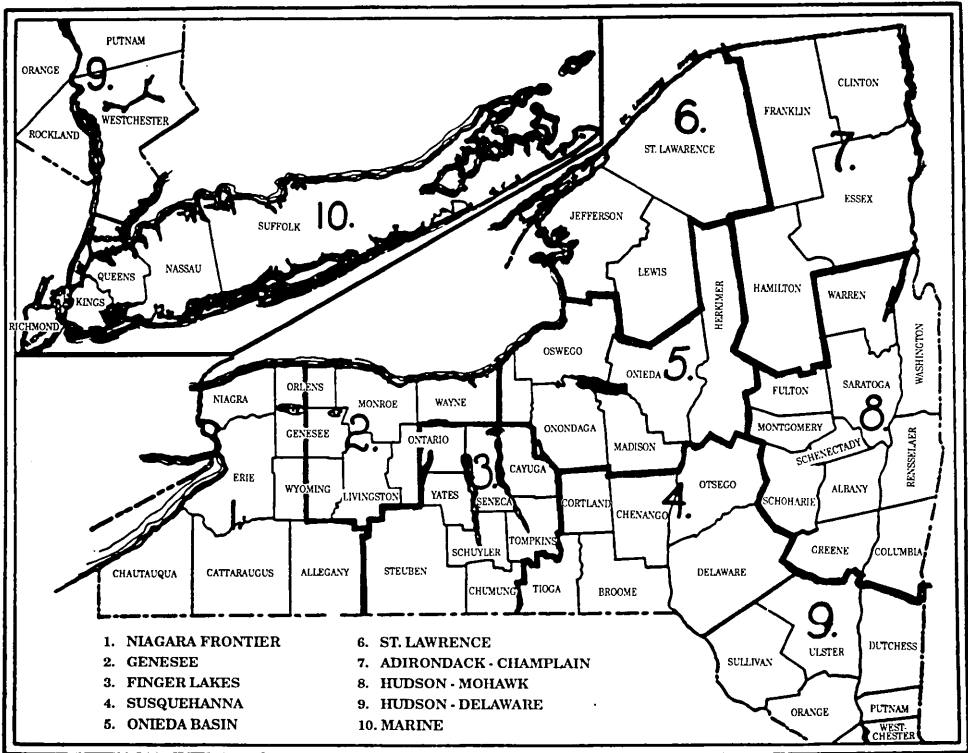 PUTNAM
ORANGE
9.
WESTCHESTER
ROCKLAND
SUFFOLK
10.
NASSAU
QUEENS
KINGS
RICHMOND
6.
ST. LAWARENCE
FRANKLIN
CLINTON
7.
ESSEX
JEFFERSON
LEWIS
HERKIMER
HAMILTON
WARREN
WASHINGTON
OSWEGO
ONIEDA
5.
FULTON
SARATOGA
8.
MONTGOMERY
SCHENECTADY
RENSSELAER
NIAGRA
ORLENS
MONROE
WAYNE
GENESEE
2.
ONTARIO
ONONDAGA
MADISON
ERIE
WYOMING
LIVINGSTON
YATES
3.
SENECA
CAYUGA
CORTLAND
CHENANGO
4.
OTSEGO
SCHOHARIE
ALBANY
SCHUYLER
TOMPKINS
GREENE
COLUMBIA
CHAUTAUQUA
CATTARAUGUS
ALLEGANY
STEUBEN
CHUMUNG
TIOGA
BROOME
DELAWARE
9.
ULSTER
DUTCHESS
SULLIVAN
ORANGE
PUTNAM
WEST-
CHESTER
1. NIAGARA FRONTIER
2. GENESEE
3. FINGER LAKES
4. SUSQUEHANNA
5. ONIEDA BASIN
6. ST. LAWRENCE
7. ADIRONDACK - CHAMPLAIN
8. HUDSON - MOHAWK
9. HUDSON - DELAWARE
10. MARINE